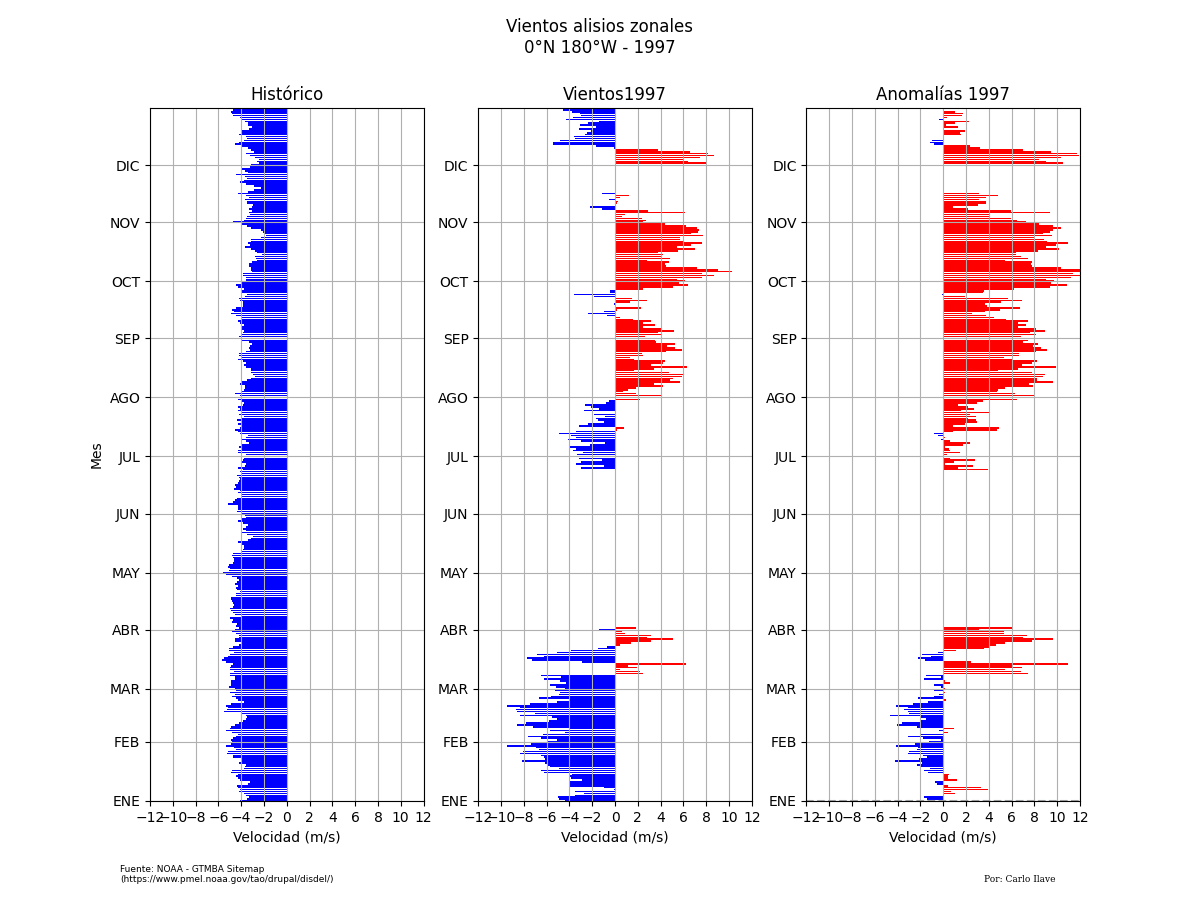 Vientos alisios zonales
0°N 180°W - 1997
Histórico
Vientos1997
Anomalías 1997
Mes
DIC
NOV
OCT
SEP
AGO
JUL
JUN
MAY
ABR
MAR
FEB
ENE
−12 −10 −8 −6 −4 −2 0 2 4 6 8 10 12
Velocidad (m/s)
DIC
NOV
OCT
SEP
AGO
JUL
JUN
MAY
ABR
MAR
FEB
ENE
−12 −10 −8 −6 −4 −2 0 2 4 6 8 10 12
Velocidad (m/s)
DIC
NOV
OCT
SEP
AGO
JUL
JUN
MAY
ABR
MAR
FEB
ENE
−12 −10 −8 −6 −4 −2 0 2 4 6 8 10 12
Velocidad (m/s)
Fuente: NOAA - GTMBA Sitemap
(https://www.pmel.noaa.gov/tao/drupal/disdel/)
Por: Carlo Ilave